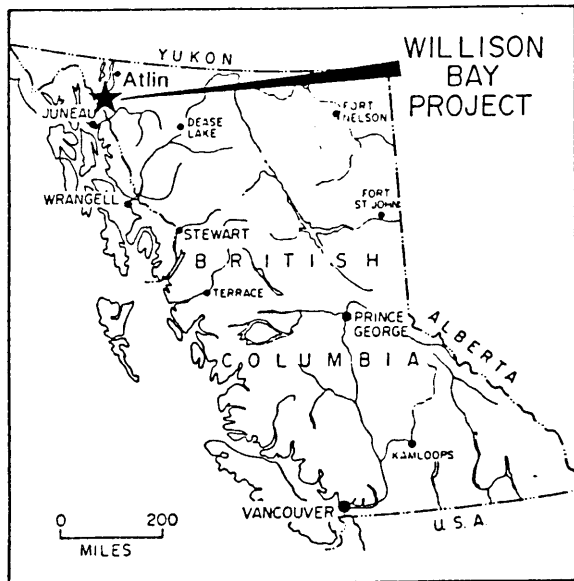 YUKON
WILLISON
BAY
PROJECT
Atlin
JUNEAU
FORT
NELSON
DEASE
LAKE
WRANGELL
FORT
ST JOHN
STEWART
BRITISH
TERRACE
PRINCE
GEORGE
ALBERTA
COLUMBIA
KAMLOOPS
VANCOUVER
U.S.A.
0 200
MILES